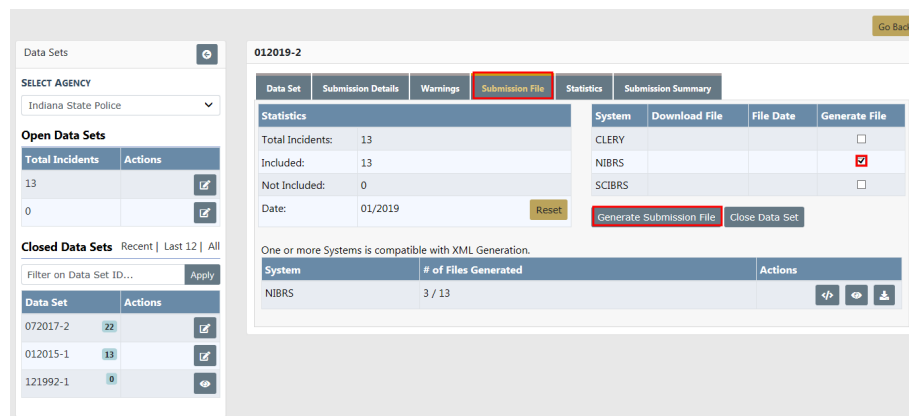 Go Back
Data Sets
SELECT AGENCY
Indiana State Police
Open Data Sets
Total Incidents Actions
13
0
Closed Data Sets Recent | Last 12 | All
Filter on Data Set ID... Apply
Data Set Actions
072017-2 22
012015-1 13
121992-1 0
012019-2
Data Set Submission Details Warnings Submission File Statistics Submission Summary
Statistics
Total Incidents: 13
Included: 13
Not Included: 0
Date: 01/2019 Reset
System Download File File Date Generate File
CLERY
NIBRS
SCIBRS
Generate Submission File Close Data Set
One or more Systems is compatible with XML Generation.
System # of Files Generated Actions
NIBRS 3 / 13